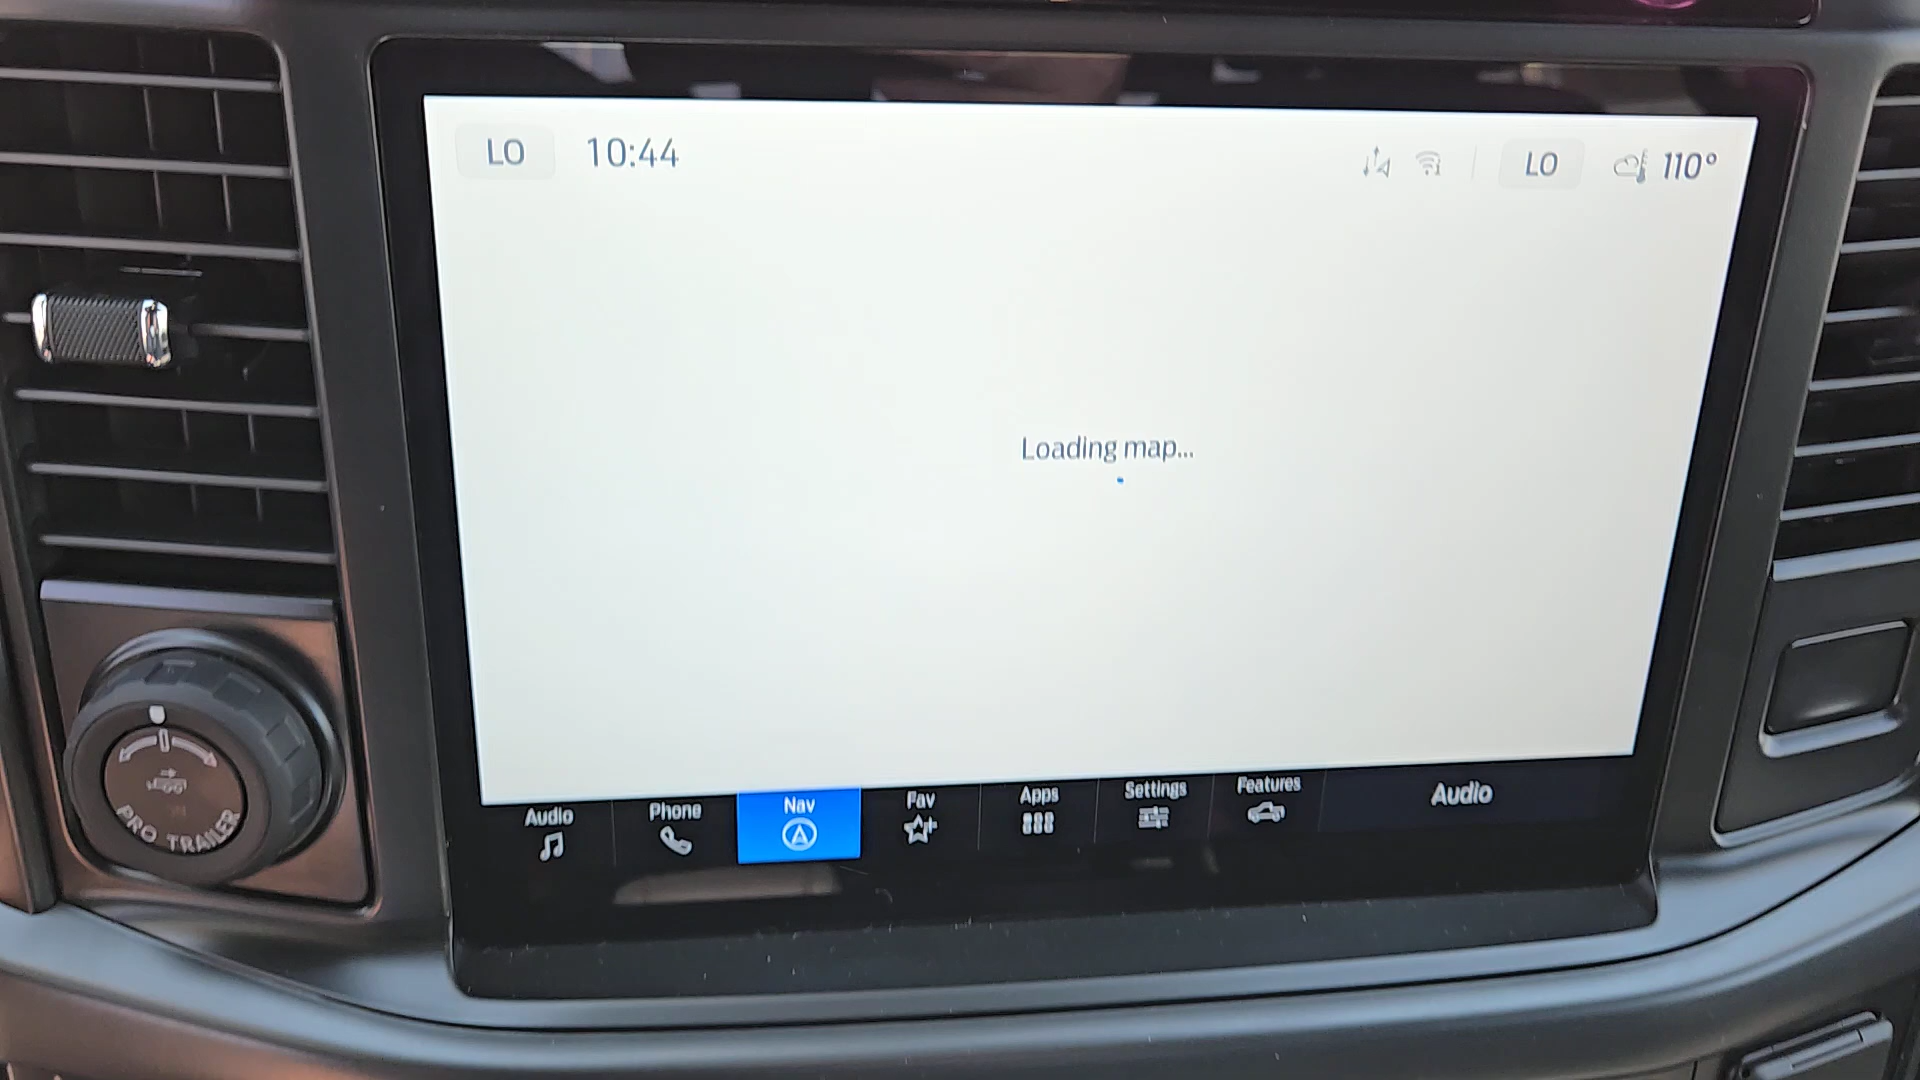 LO 10:44 LO 110°
Loading map...
Audio Phone Nav Fav Apps Settings Features Audio
PRO TRAILER